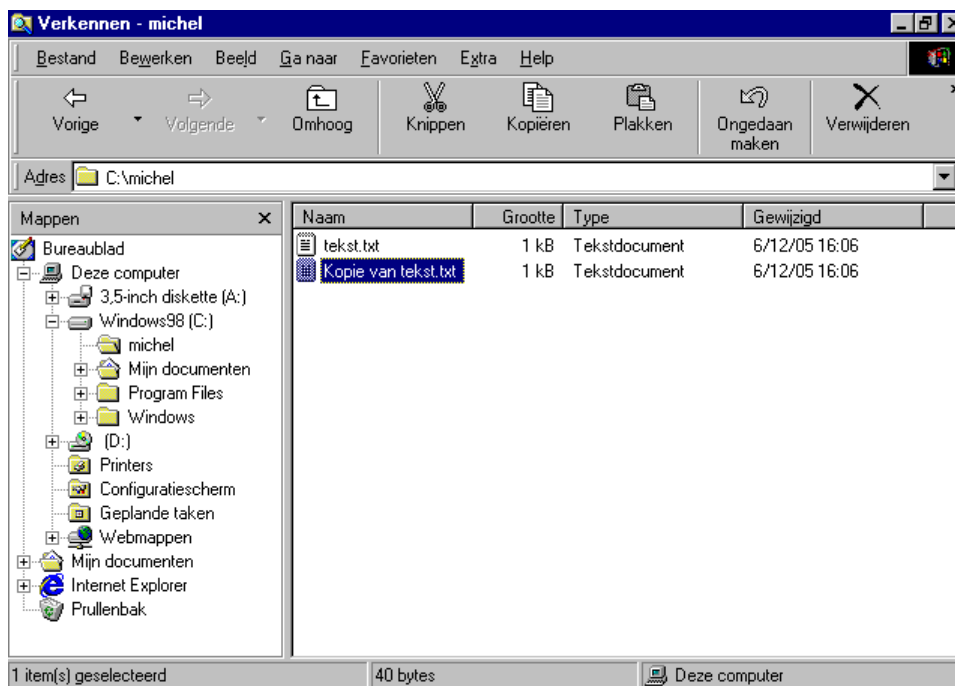 Verkennen - michel
Bestand Bewerken Beeld Ga naar Favorieten Extra Help
Vorige Volgende Omhoog Knippen Kopiëren Plakken Ongedaan maken Verwijderen
Adres C:\michel
Mappen
Naam Grootte Type Gewijzigd
tekst.txt 1 kB Tekstdocument 6/12/05 16:06
Kopie van tekst.txt 1 kB Tekstdocument 6/12/05 16:06
Bureaublad
Deze computer
3,5-inch diskette (A:)
Windows98 (C:)
michel
Mijn documenten
Program Files
Windows
(D:)
Printers
Configuratiescherm
Geplande taken
Webmappen
Mijn documenten
Internet Explorer
Prullenbak
1 item(s) geselecteerd 40 bytes Deze computer